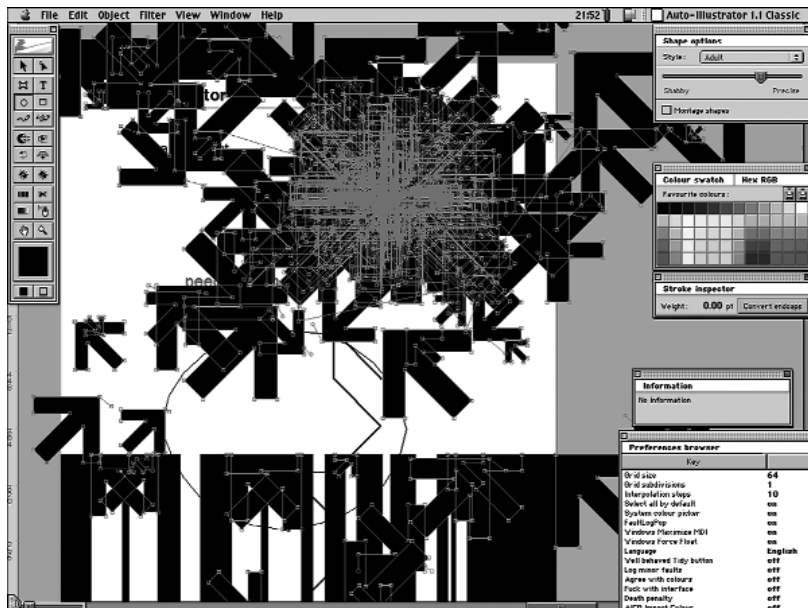 File Edit Object Filter View Window Help
21:52
Auto-Illustrator 1.1 Classic
Shape options
Style: Adult
Shabby Precise
Montage shapes
tor
T
Colour swatch Hex RGB
Favourite colours:
Stroke inspector
Weight: 0.00 pt Convert endcaps
Information
No information
Preferences browser
Key
Grid size 64
Grid subdivisions 1
Interpolation steps 10
Select all by default on
System colour picker on
FaultLogPop on
Windows Maximize MDI on
Windows Force Float on
Language English
Well behaved Tidy button off
Log minor faults off
Agree with colours off
Fuck with interface off
Death penalty off